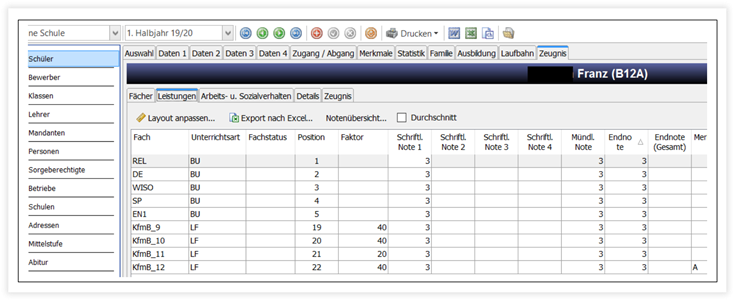 ne Schule 1. Halbjahr 19/20 Drucken
Auswahl Daten 1 Daten 2 Daten 3 Daten 4 Zugang / Abgang Merkmale Statistik Familie Ausbildung Laufbahn Zeugnis
Franz (B12A)
Schüler
Bewerber
Klassen
Lehrer
Mandanten
Personen
Sorgeberechtigte
Betriebe
Schulen
Adressen
Mittelstufe
Abitur
Fächer Leistungen Arbeits- u. Sozialverhalten Details Zeugnis
Layout anpassen... Export nach Excel... Notenübersicht... Durchschnitt
Fach Unterrichtsart Fachstatus Position Faktor Schriftl. Note 1 Schriftl. Note 2 Schriftl. Note 3 Schriftl. Note 4 Mündl. Note Endno te Endnote (Gesamt) Mer
REL BU 1 3 3 3
DE BU 2 3 3 3
WISO BU 3 3 3 3
SP BU 4 3 3 3
EN1 BU 5 3 3 3
KfmB_9 LF 19 40 3 3 3
KfmB_10 LF 20 40 3 3 3
KfmB_11 LF 21 20 3 3 3
KfmB_12 LF 22 40 3 3 3 A